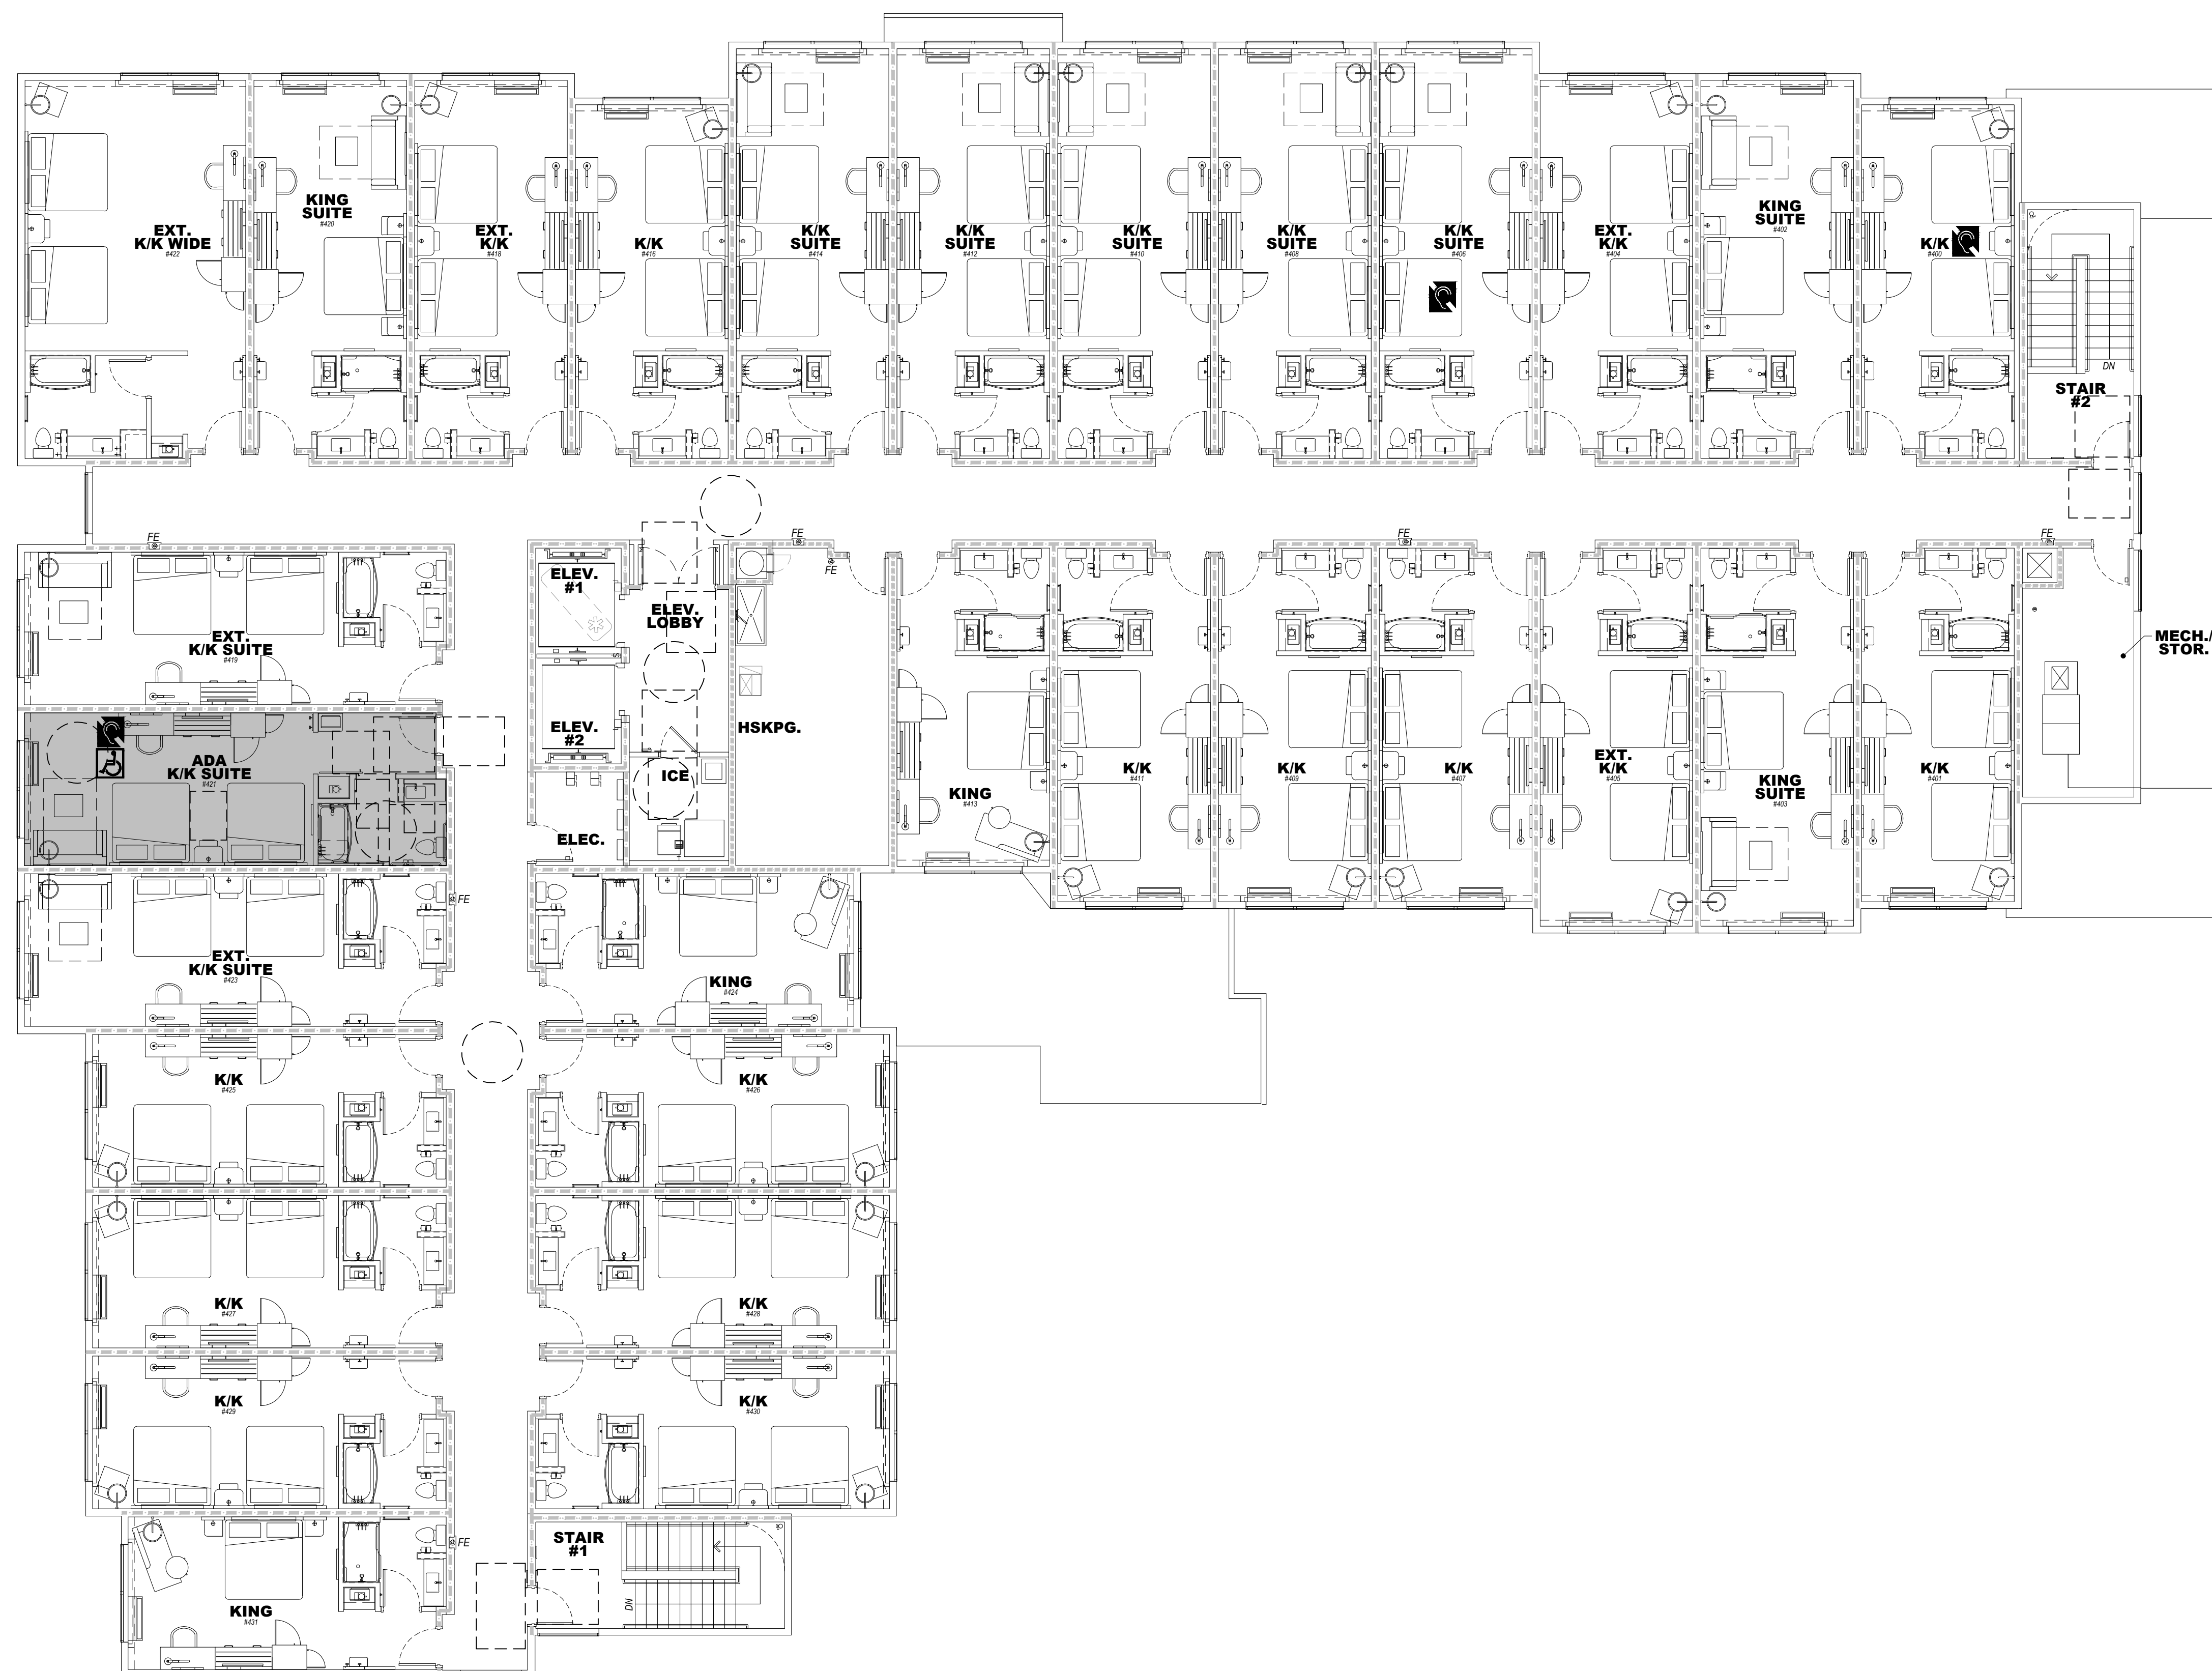 EXT.
K/K WIDE
#422
KING
SUITE
#420
EXT.
K/K
#418
K/K
#416
K/K
SUITE
#414
K/K
SUITE
#412
K/K
SUITE
#410
K/K
SUITE
#408
K/K
SUITE
#406
EXT.
K/K
#404
KING
SUITE
#402
K/K
#400
DN
STAIR
#2
FE
FE
FE
FE
FE
EXT.
K/K SUITE
#419
ELEV.
#1
ELEV.
LOBBY
MECH./
STOR.
ADA
K/K SUITE
#421
ELEV.
#2
HSKPG.
ICE
ELEC.
KING
#413
K/K
#411
K/K
#409
K/K
#407
EXT.
K/K
#405
KING
SUITE
#403
K/K
#401
FE
EXT.
K/K SUITE
#423
KING
#424
K/K
#425
K/K
#426
K/K
#427
K/K
#428
K/K
#429
K/K
#430
FE
STAIR
#1
DN
KING
#431